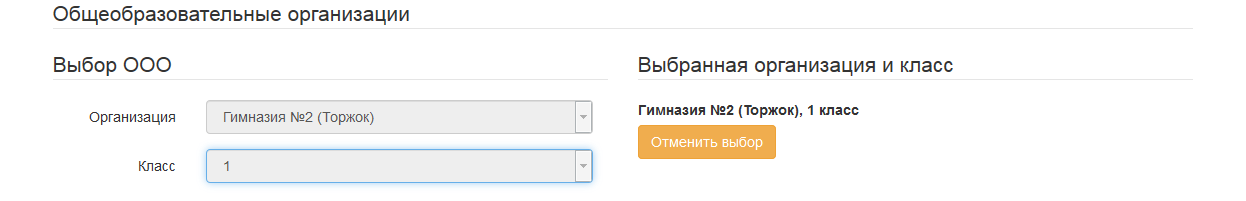 Общеобразовательные организации
Выбор ООО
Организация
Гимназия №2 (Торжок)
Класс
1
Выбранная организация и класс
Гимназия №2 (Торжок), 1 класс
Отменить выбор